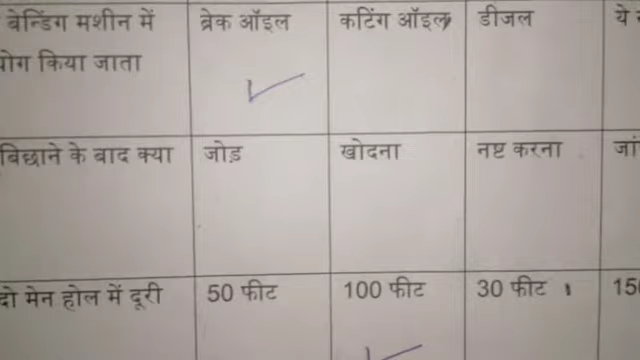 बेन्डिंग मशीन में ब्रेक ऑइल कटिंग ऑइल डीजल ये
किया जाता
बिछाने के बाद क्या जोड़ खोदना नष्ट करना
दो मेन होल में दूरी 50 फीट 100 फीट 30 फीट